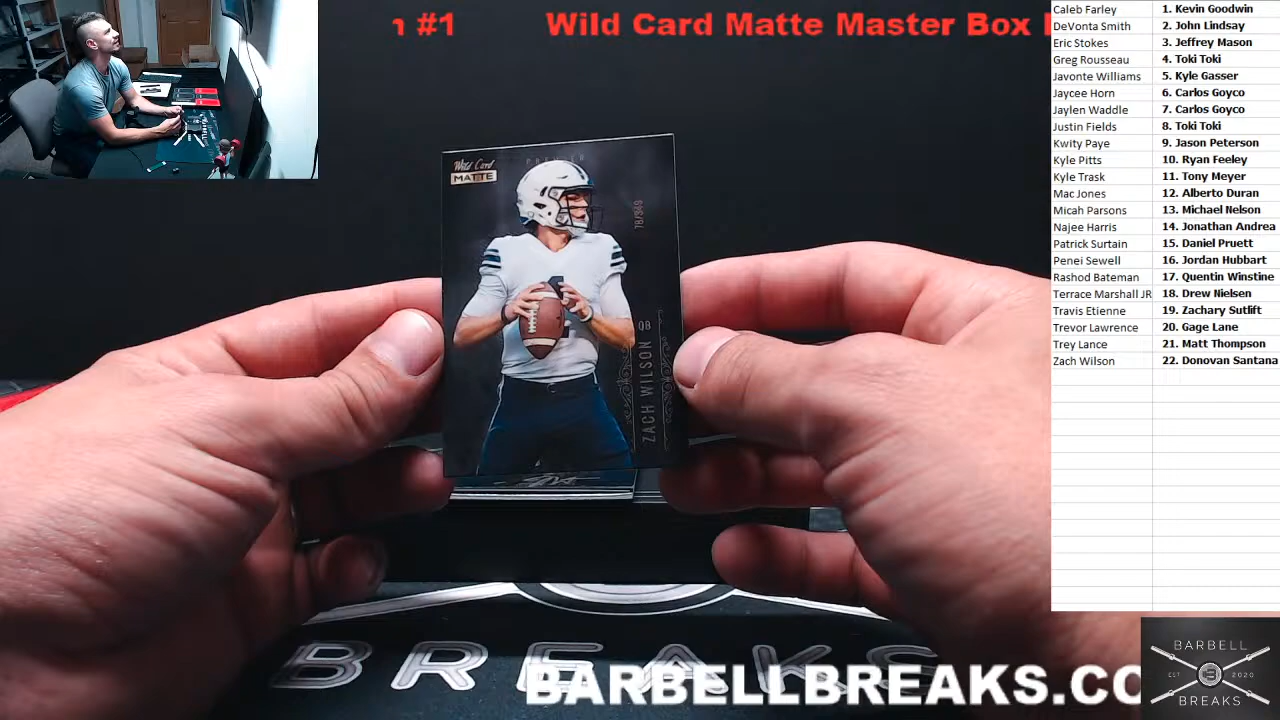 n #1 Wild Card Matte Master Box
Caleb Farley 1. Kevin Goodwin
DeVonta Smith 2. John Lindsay
Eric Stokes 3. Jeffrey Mason
Greg Rousseau 4. Toki Toki
Javonte Williams 5. Kyle Gasser
Jaycee Horn 6. Carlos Goyco
Jaylen Waddle 7. Carlos Goyco
Justin Fields 8. Toki Toki
Kwity Paye 9. Jason Peterson
Kyle Pitts 10. Ryan Feeley
Kyle Trask 11. Tony Meyer
Mac Jones 12. Alberto Duran
Micah Parsons 13. Michael Nelson
Najee Harris 14. Jonathan Andrea
Patrick Surtain 15. Daniel Pruett
Penei Sewell 16. Jordan Hubbart
Rashod Bateman 17. Quentin Winstine
Terrace Marshall JR 18. Drew Nielsen
Travis Etienne 19. Zachary Sutlift
Trevor Lawrence 20. Gage Lane
Trey Lance 21. Matt Thompson
Zach Wilson 22. Donovan Santana
Wild Card
MATTE
78/349
ZACH WILSON QB
BREAKS
BARBELLBREAKS.CO
BARBELL
EST 3 2020
BREAKS